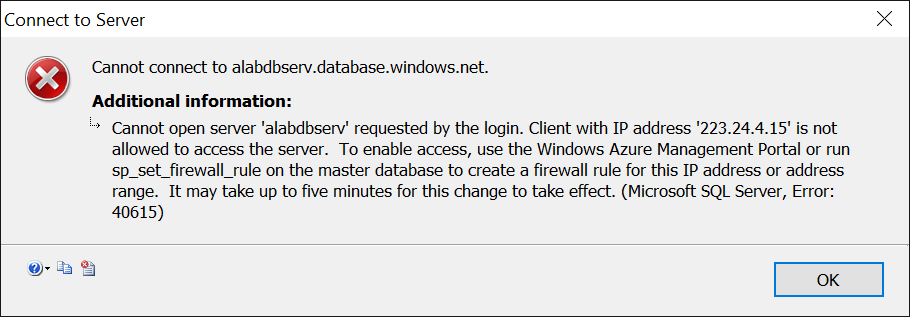 Connect to Server
Cannot connect to alabdbserv.database.windows.net.
Additional information:
Cannot open server 'alabdbserv' requested by the login. Client with IP address '223.24.4.15' is not
allowed to access the server.  To enable access, use the Windows Azure Management Portal or run
sp_set_firewall_rule on the master database to create a firewall rule for this IP address or address
range.  It may take up to five minutes for this change to take effect. (Microsoft SQL Server, Error:
40615)
OK